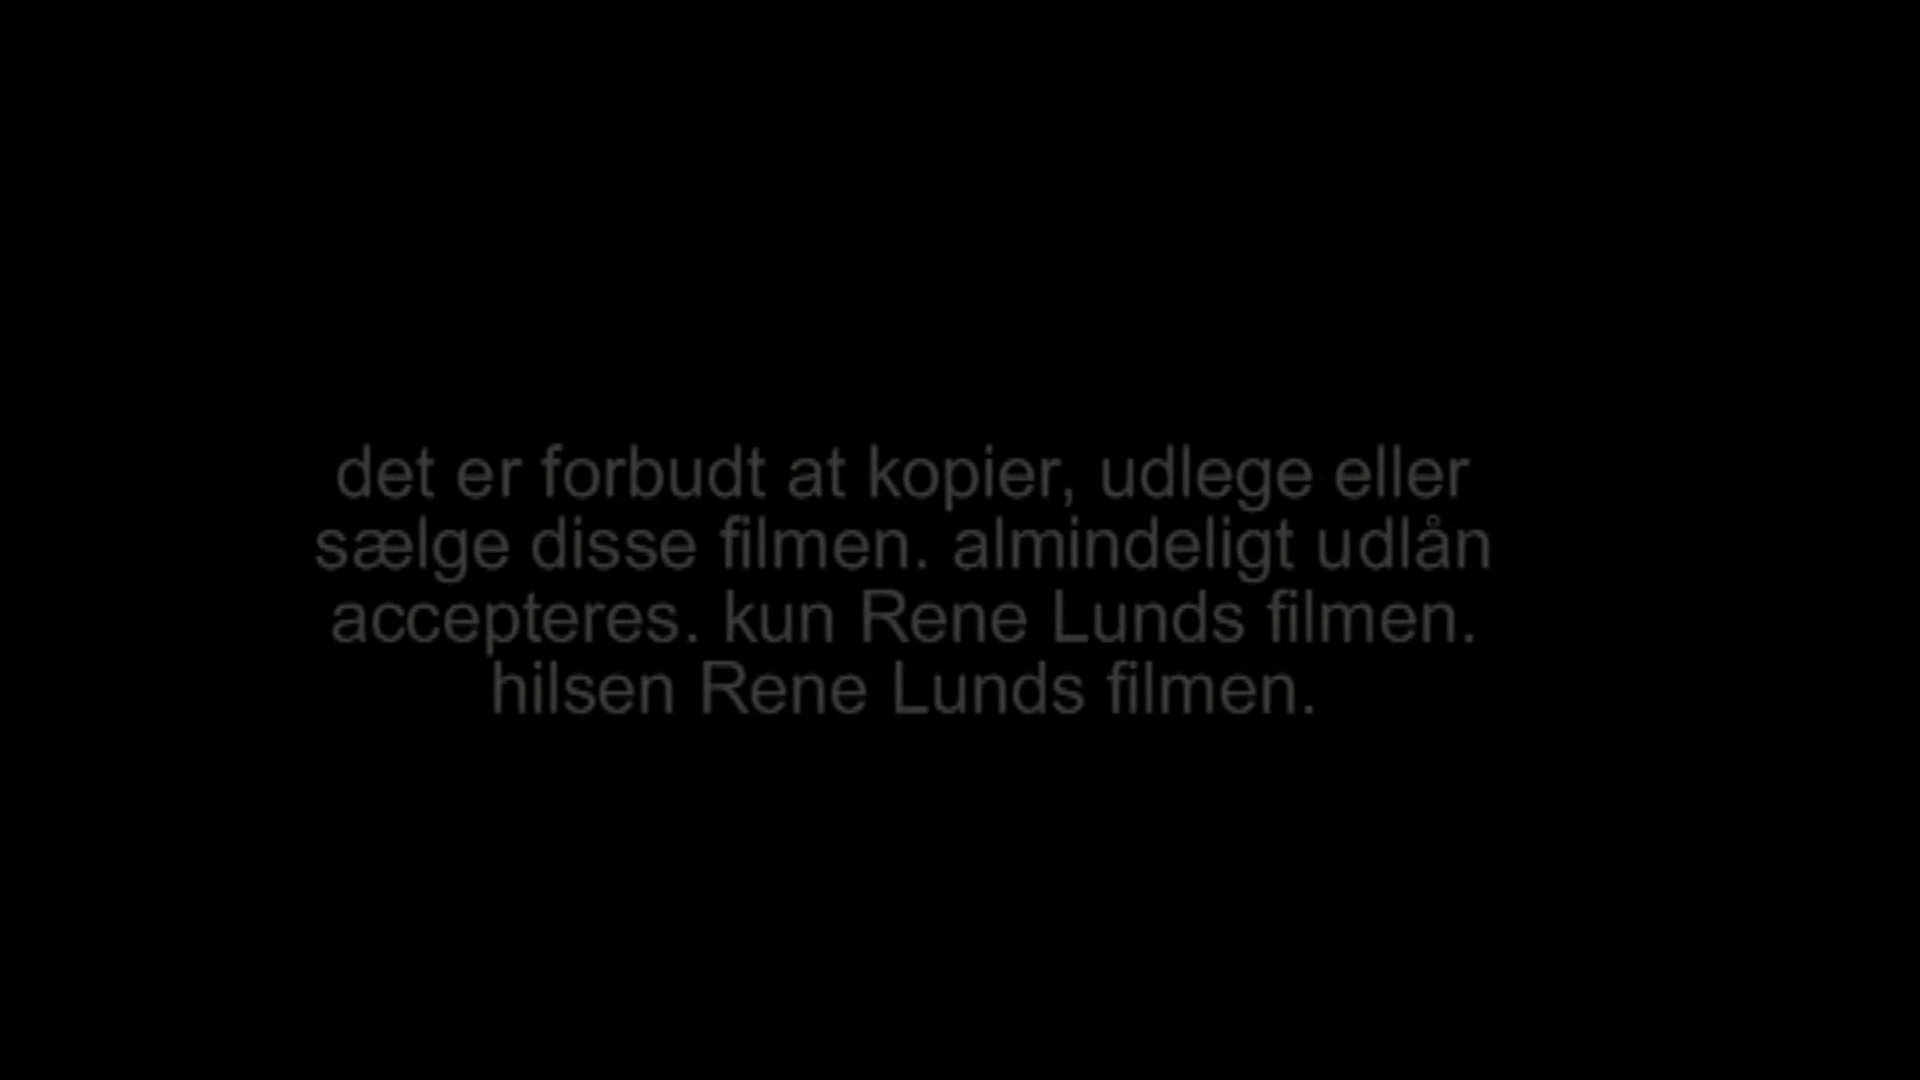 det er forbudt at kopier, udlege eller
sælge disse filmen. almindeligt udlån
accepteres. kun Rene Lunds filmen.
hilsen Rene Lunds filmen.